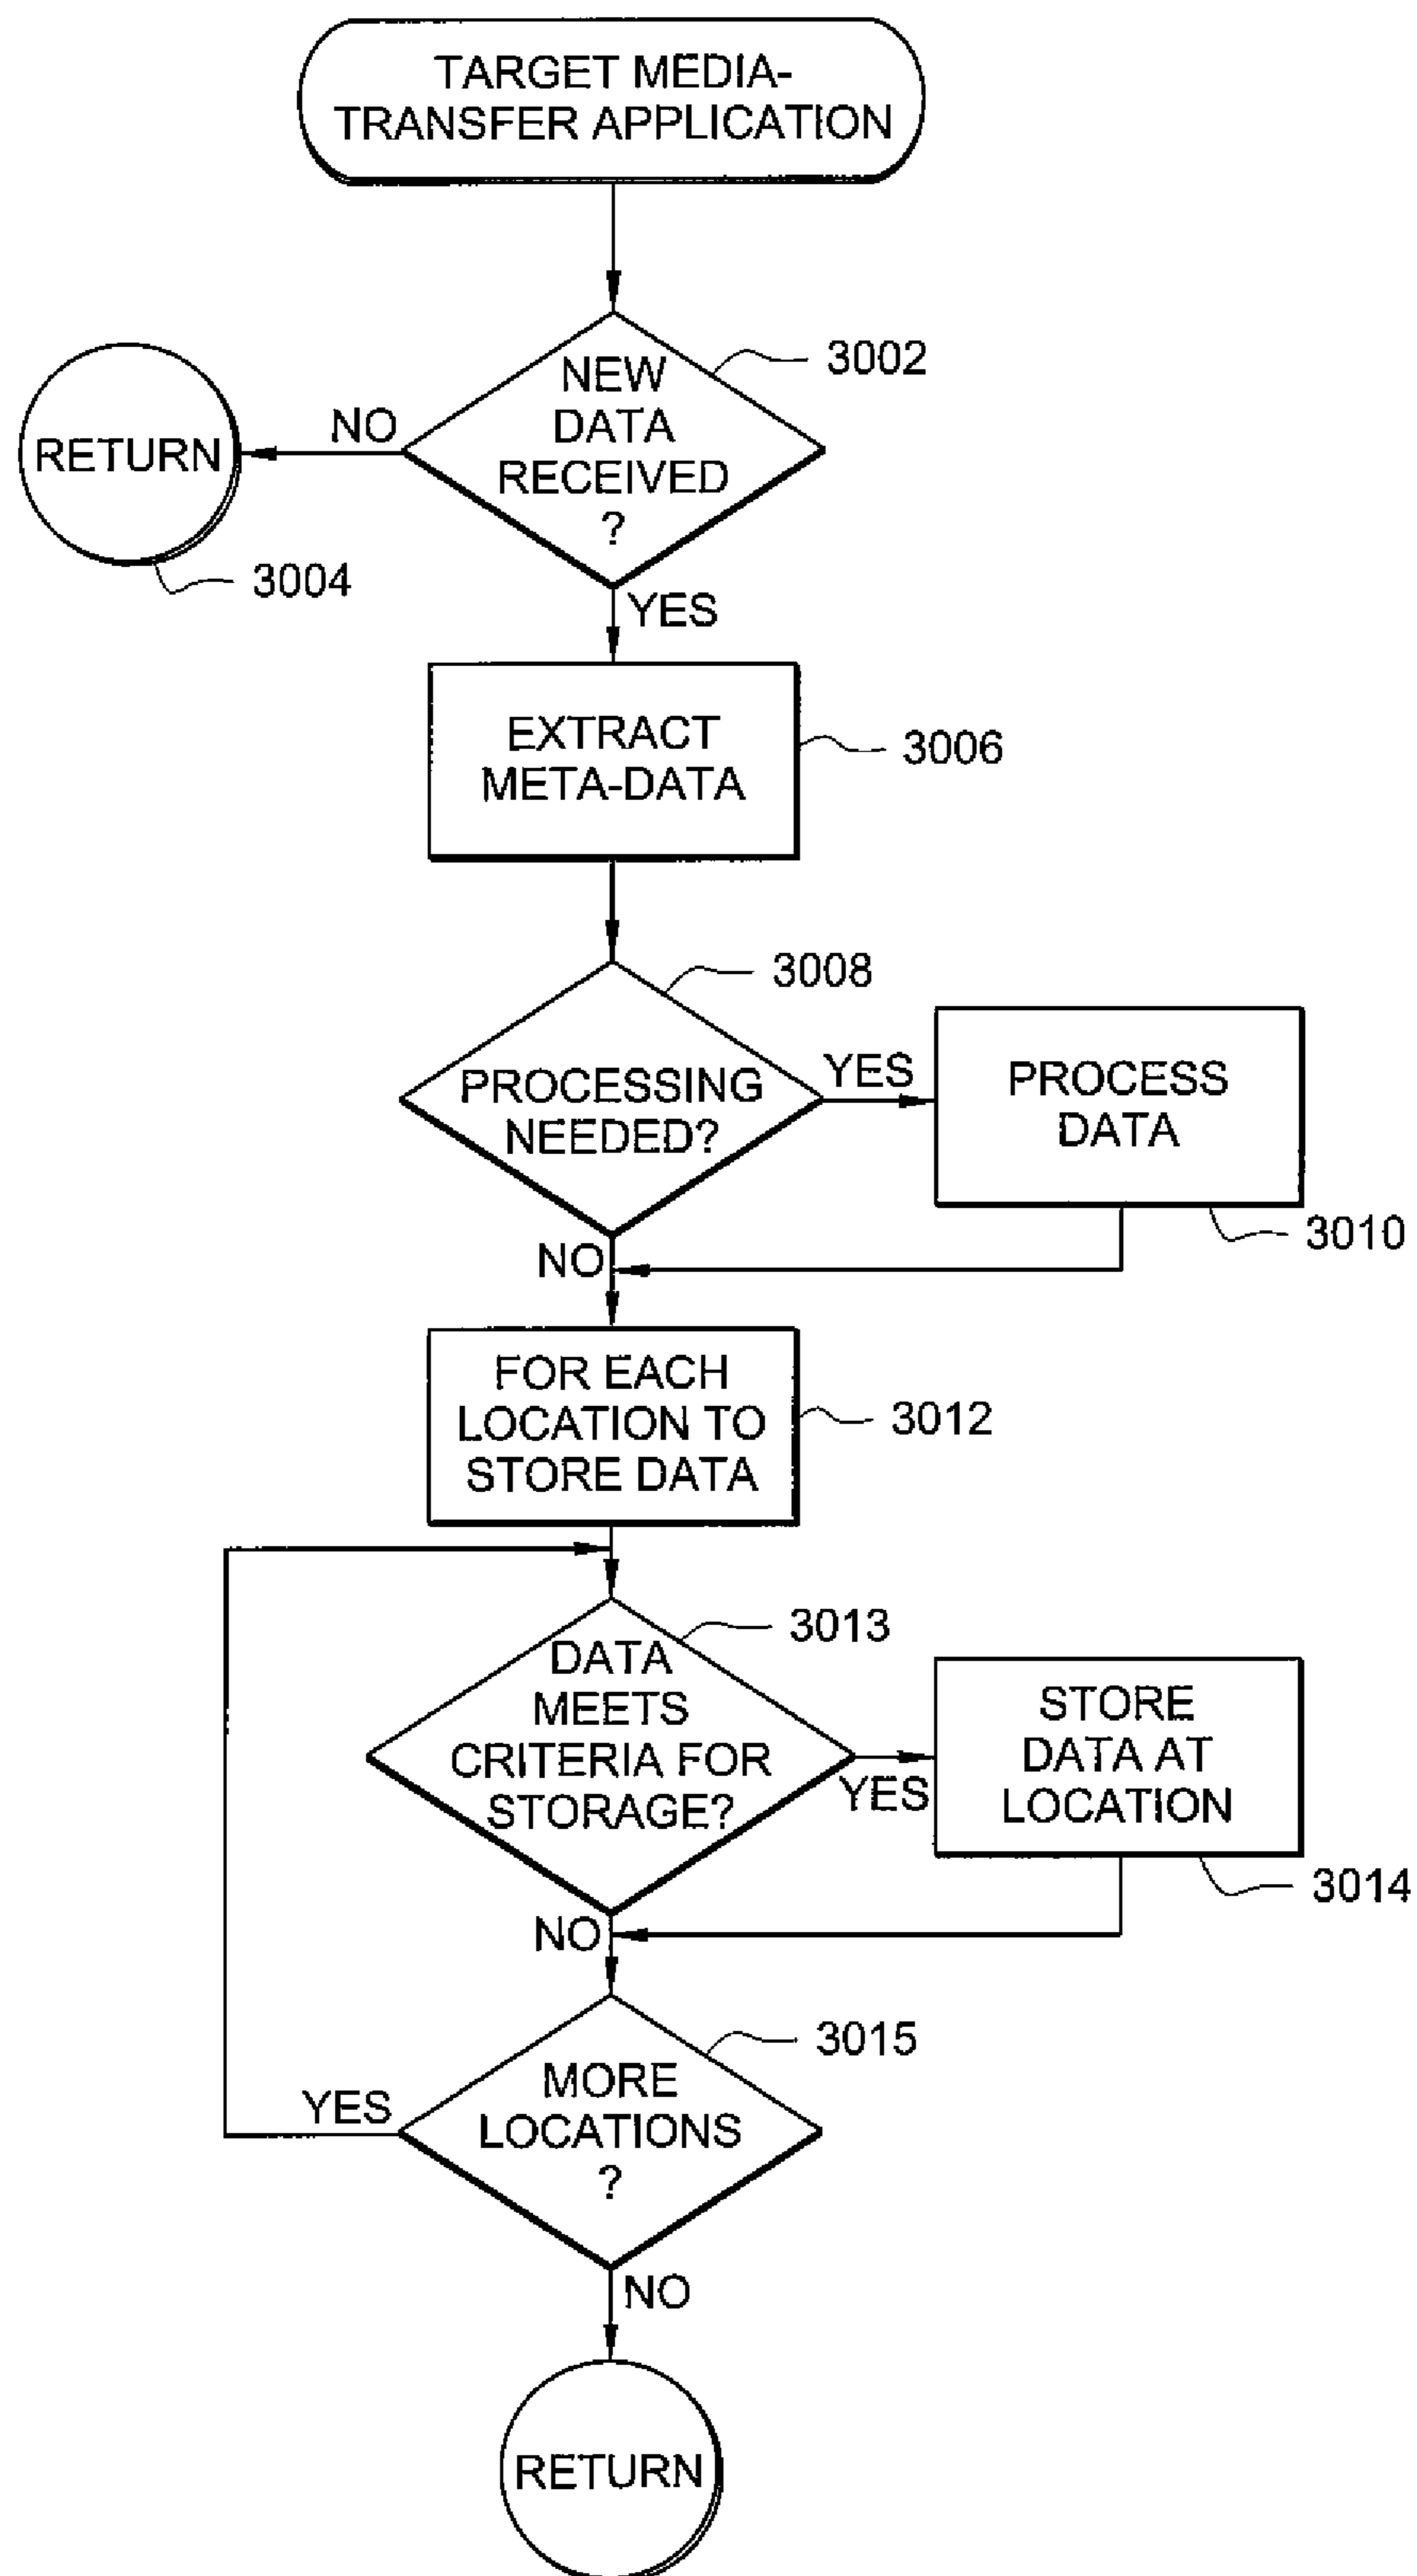 TARGET MEDIA-
TRANSFER APPLICATION
NEW
DATA
RECEIVED
?
3002
NO
RETURN
3004
YES
EXTRACT
META-DATA
3006
3008
PROCESSING
NEEDED?
YES
PROCESS
DATA
3010
NO
FOR EACH
LOCATION TO
STORE DATA
3012
3013
DATA
MEETS
CRITERIA FOR
STORAGE?
YES
STORE
DATA AT
LOCATION
3014
NO
3015
MORE
LOCATIONS
?
YES
NO
RETURN